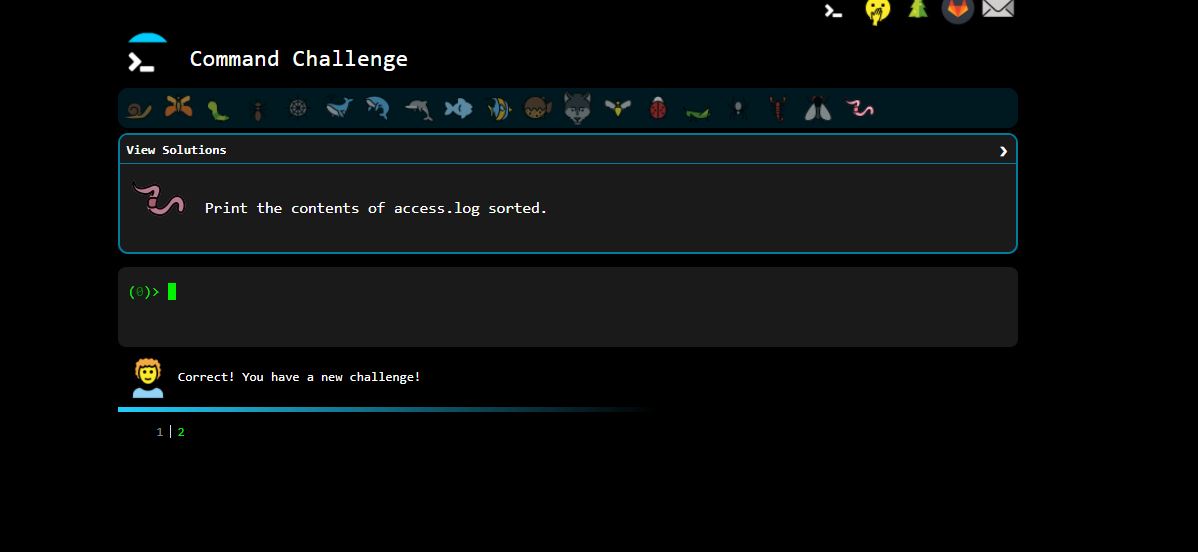 Command Challenge
View Solutions
Print the contents of access.log sorted.
(0)>
Correct! You have a new challenge!
1 2